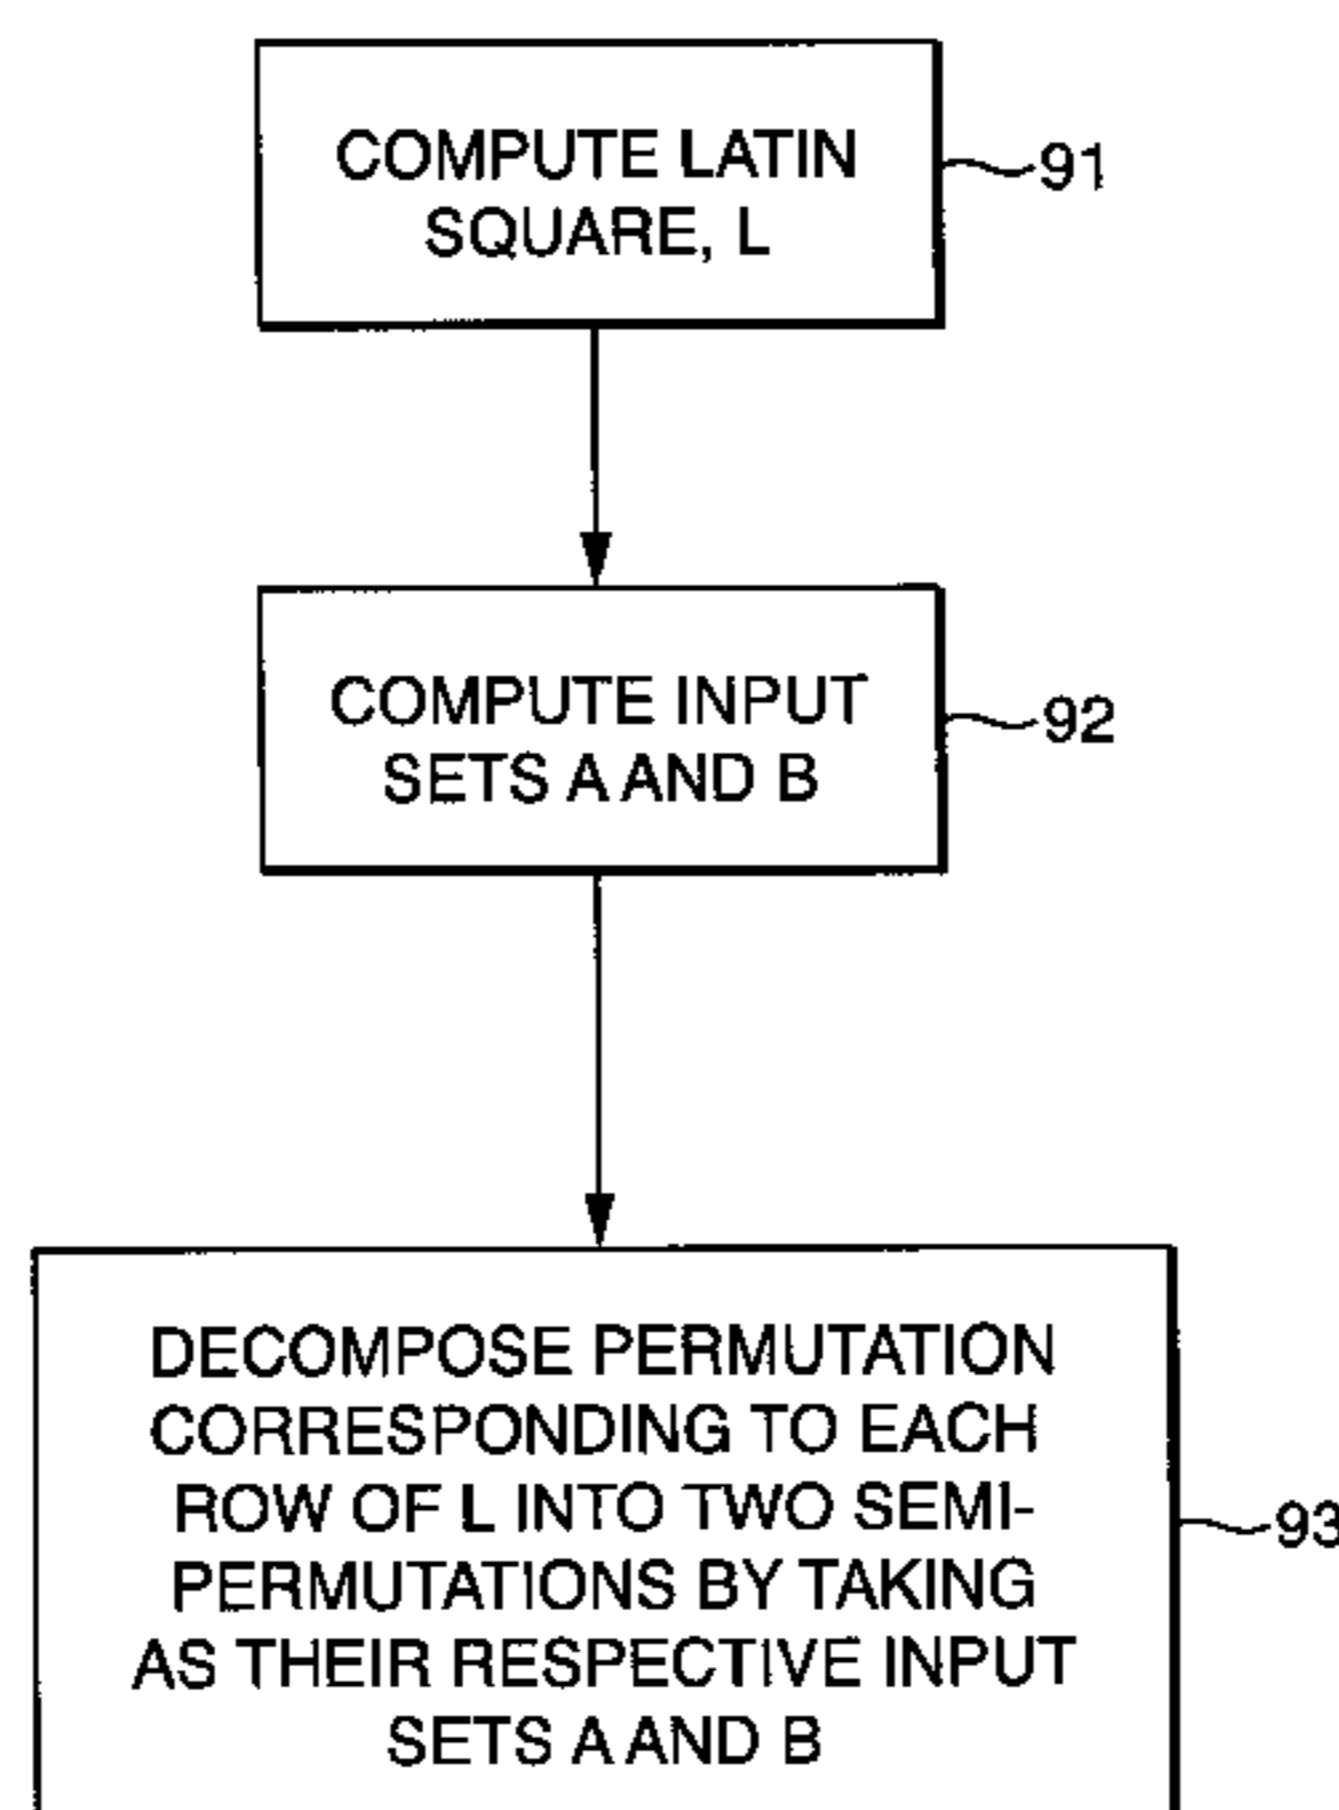 COMPUTE LATIN
SQUARE, L
91
COMPUTE INPUT
SETS A AND B
92
DECOMPOSE PERMUTATION
CORRESPONDING TO EACH
ROW OF L INTO TWO SEMI-
PERMUTATIONS BY TAKING
AS THEIR RESPECTIVE INPUT
SETS A AND B
93